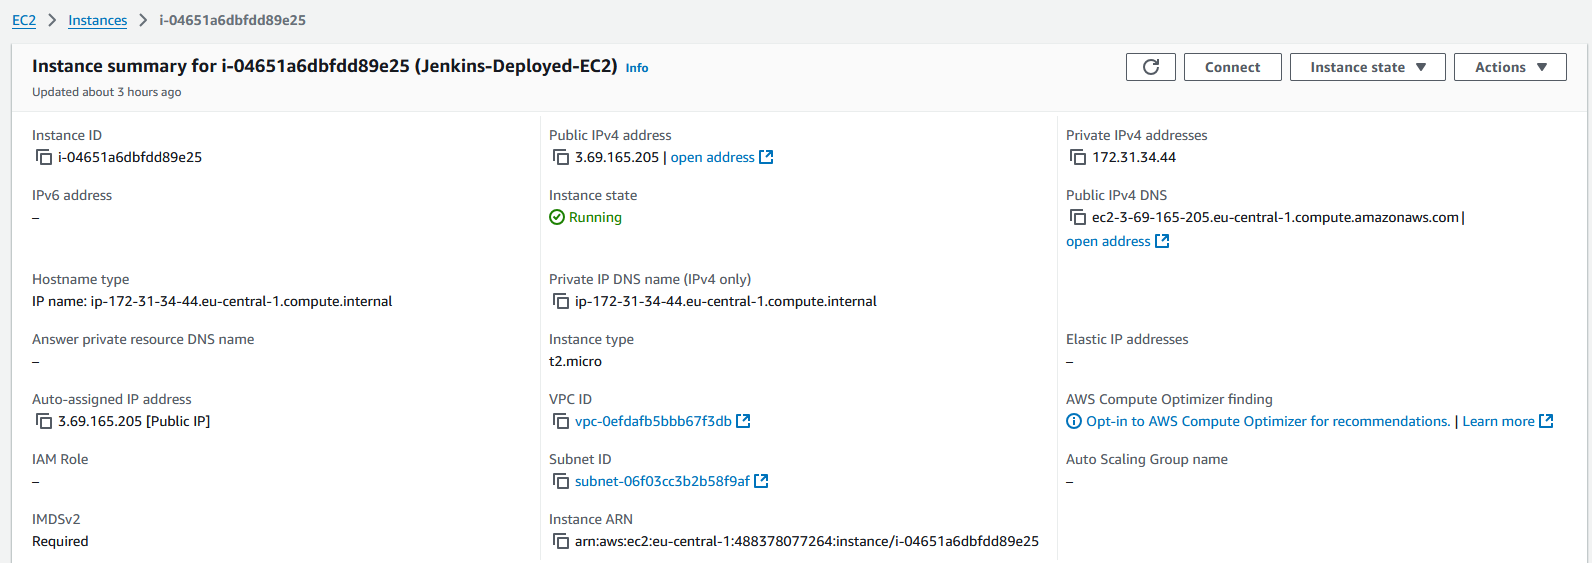 EC2 > Instances > i-04651a6dbfdd89e25
Instance summary for i-04651a6dbfdd89e25 (Jenkins-Deployed-EC2) Info
Updated about 3 hours ago
Connect
Instance state
Actions
Instance ID
i-04651a6dbfdd89e25
Public IPv4 address
3.69.165.205 | open address
Private IPv4 addresses
172.31.34.44
IPv6 address
–
Instance state
Running
Public IPv4 DNS
ec2-3-69-165-205.eu-central-1.compute.amazonaws.com |
open address
Hostname type
IP name: ip-172-31-34-44.eu-central-1.compute.internal
Private IP DNS name (IPv4 only)
ip-172-31-34-44.eu-central-1.compute.internal
Answer private resource DNS name
–
Instance type
t2.micro
Elastic IP addresses
–
Auto-assigned IP address
3.69.165.205 [Public IP]
VPC ID
vpc-0efdafb5bbb67f3db
AWS Compute Optimizer finding
Opt-in to AWS Compute Optimizer for recommendations. | Learn more
IAM Role
–
Subnet ID
subnet-06f03cc3b2b58f9af
Auto Scaling Group name
–
IMDSv2
Required
Instance ARN
arn:aws:ec2:eu-central-1:488378077264:instance/i-04651a6dbfdd89e25